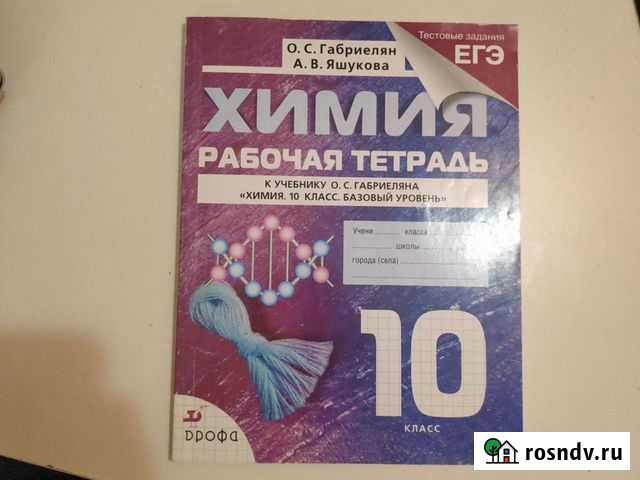 О. С. Габриелян
А. В. Яшукова
Тестовые задания
ЕГЭ
ХИМИЯ
РАБОЧАЯ ТЕТРАДЬ
К УЧЕБНИКУ О. С. ГАБРИЕЛЯНА
«ХИМИЯ. 10 КЛАСС. БАЗОВЫЙ УРОВЕНЬ»
Учени класса
школы
города (села)
10
КЛАСС
дрофа
rosndv.ru